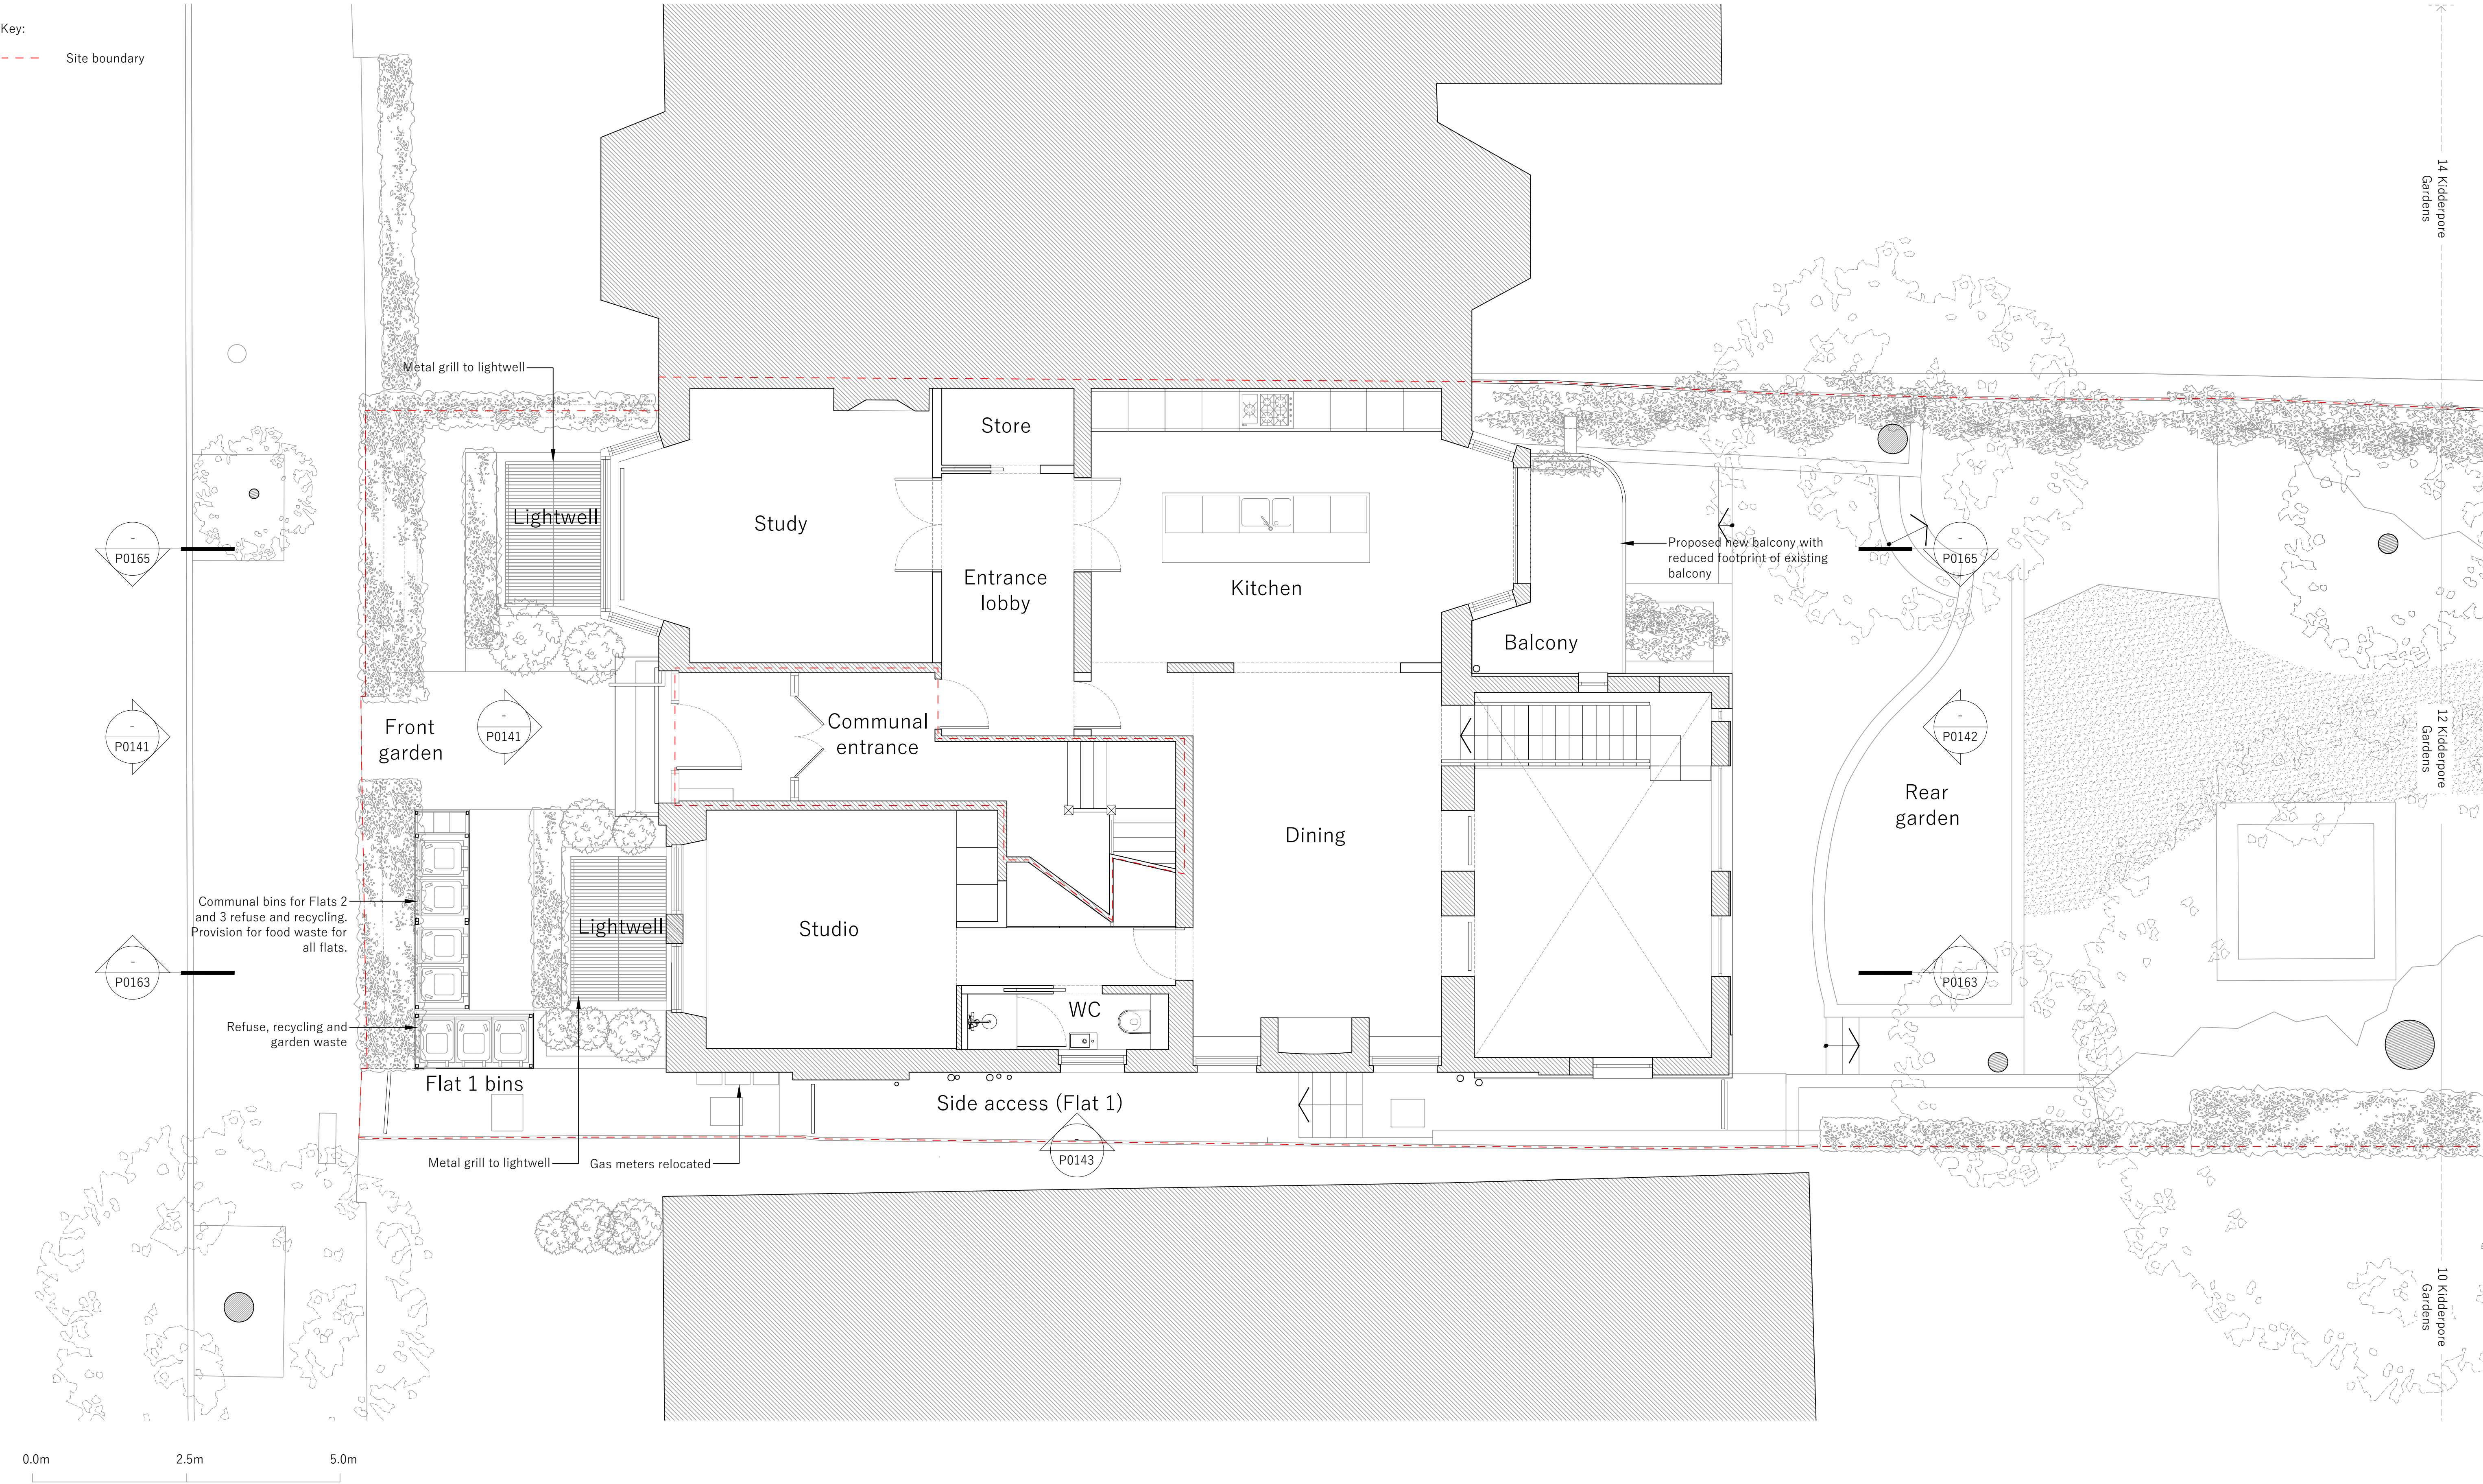 Key:
Site boundary
14 Kidderpore
Gardens
Metal grill to lightwell
Store
Lightwell
Study
Entrance
lobby
Kitchen
Proposed new balcony with
reduced footprint of existing
balcony
-
P0165
-
P0165
Balcony
Front
garden
-
P0141
-
P0141
Communal
entrance
-
P0142
12 Kidderpore
Gardens
Rear
garden
Dining
Communal bins for Flats 2
and 3 refuse and recycling.
Provision for food waste for
all flats.
Lightwell
Studio
-
P0163
-
P0163
WC
Refuse, recycling and
garden waste
Flat 1 bins
Side access (Flat 1)
Metal grill to lightwell
Gas meters relocated
-
P0143
10 Kidderpore
Gardens
0.0m
2.5m
5.0m